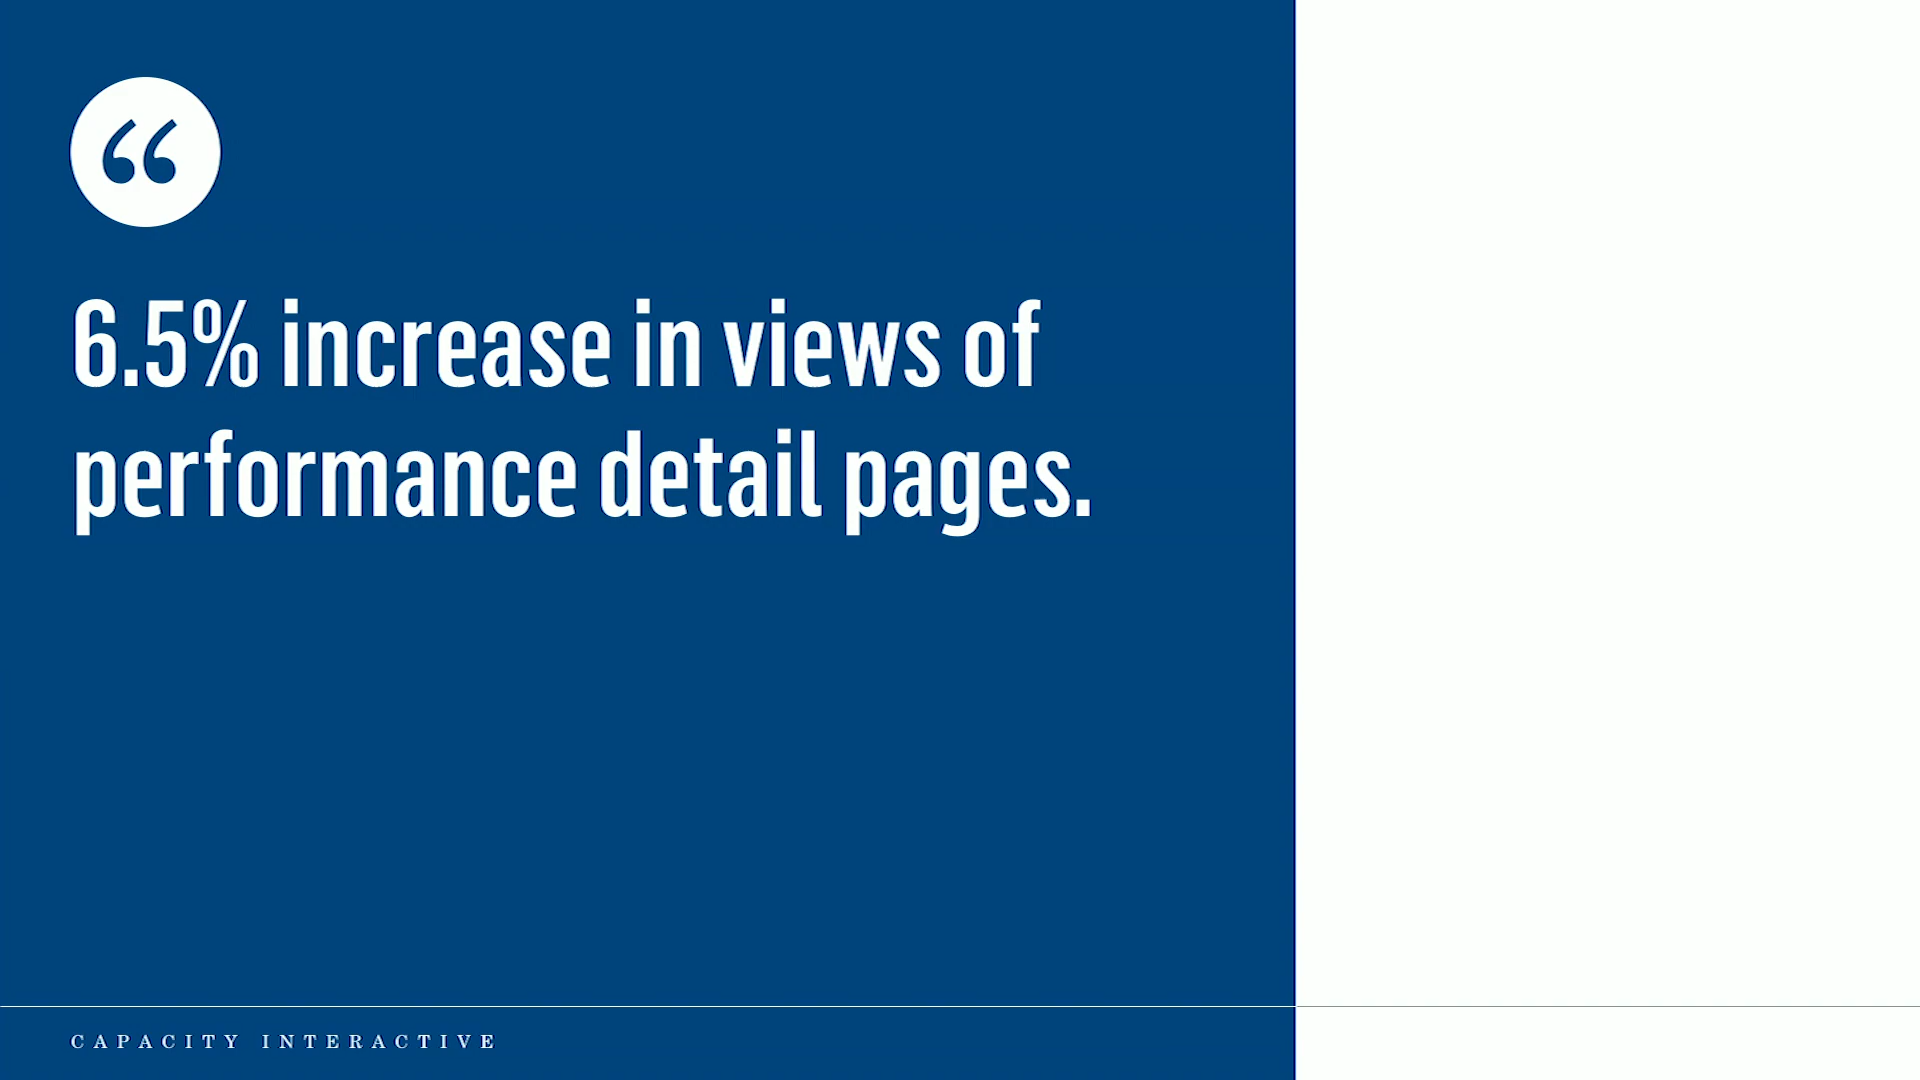 “
6.5% increase in views of
performance detail pages.
CAPACITY INTERACTIVE